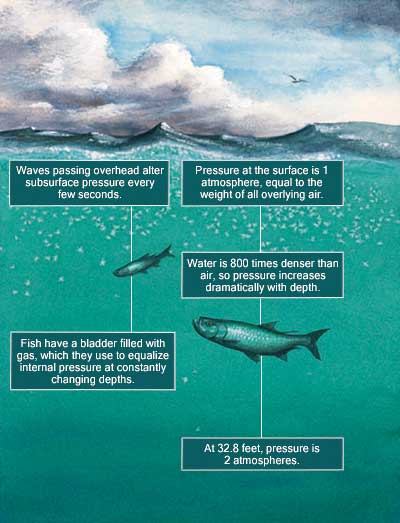 Waves passing overhead alter
subsurface pressure every
few seconds.
Pressure at the surface is 1
atmosphere, equal to the
weight of all overlying air.
Water is 800 times denser than
air, so pressure increases
dramatically with depth.
Fish have a bladder filled with
gas, which they use to equalize
internal pressure at constantly
changing depths.
At 32.8 feet, pressure is
2 atmospheres.